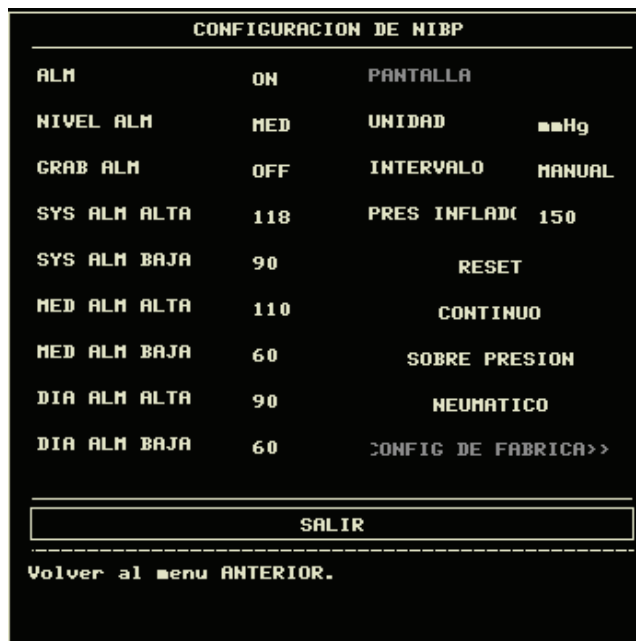 CONFIGURACION DE NIBP
ALM ON PANTALLA
NIVEL ALM MED UNIDAD mmHg
GRAB ALM OFF INTERVALO MANUAL
SYS ALM ALTA 118 PRES INFLADO 150
SYS ALM BAJA 90 RESET
MED ALM ALTA 110 CONTINUO
MED ALM BAJA 60 SOBRE PRESION
DIA ALM ALTA 90 NEUMATICO
DIA ALM BAJA 60 CONFIG DE FABRICA>>
SALIR
Volver al menu ANTERIOR.